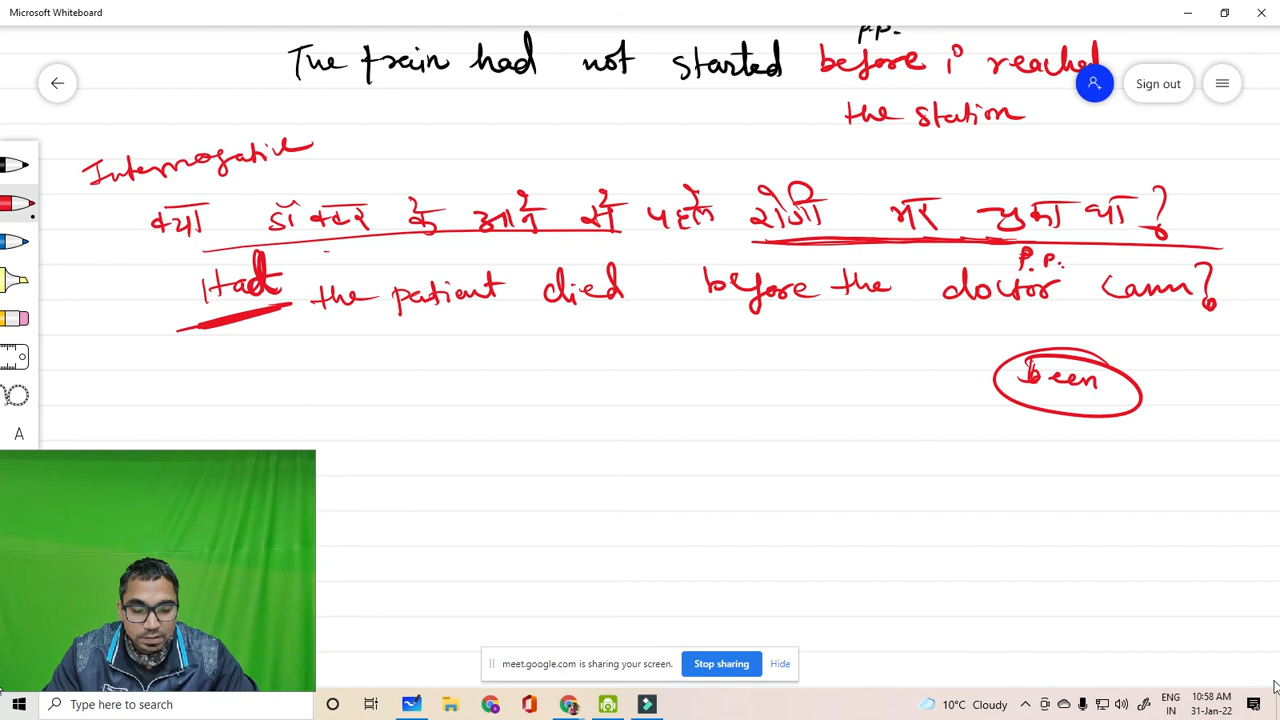 Microsoft Whiteboard
p.p.
The train had not started before i reached
Sign out
the station
Interrogative
क्या डॉक्टर के आने से पहले रोगी मर चुका था?
p.p.
Had the patient died before the doctor came?
been
A
meet.google.com is sharing your screen. Stop sharing Hide
Type here to search
10°C Cloudy
ENG
IN
10:58 AM
31-Jan-22